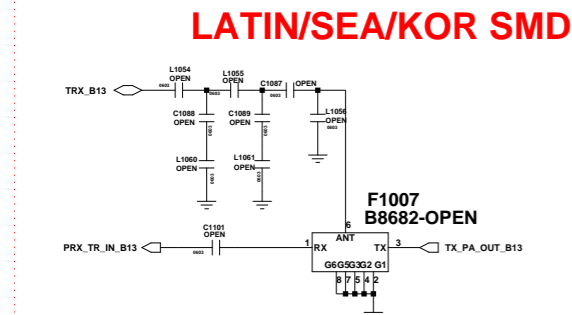 LATIN/SEA/KOR SMD
L1054
OPEN
0603
L1055
OPEN
0603
C1087
OPEN
0603
TRX_B13
C1088
OPEN
0603
C1089
OPEN
0603
L1056
OPEN
0603
L1060
OPEN
0603
L1061
OPEN
0603
F1007
B8682-OPEN
6
C1101
OPEN
0603
PRX_TR_IN_B13
1
RX
ANT
TX
3
TX_PA_OUT_B13
G6G5G3G2 G1
8 7 5 4 2